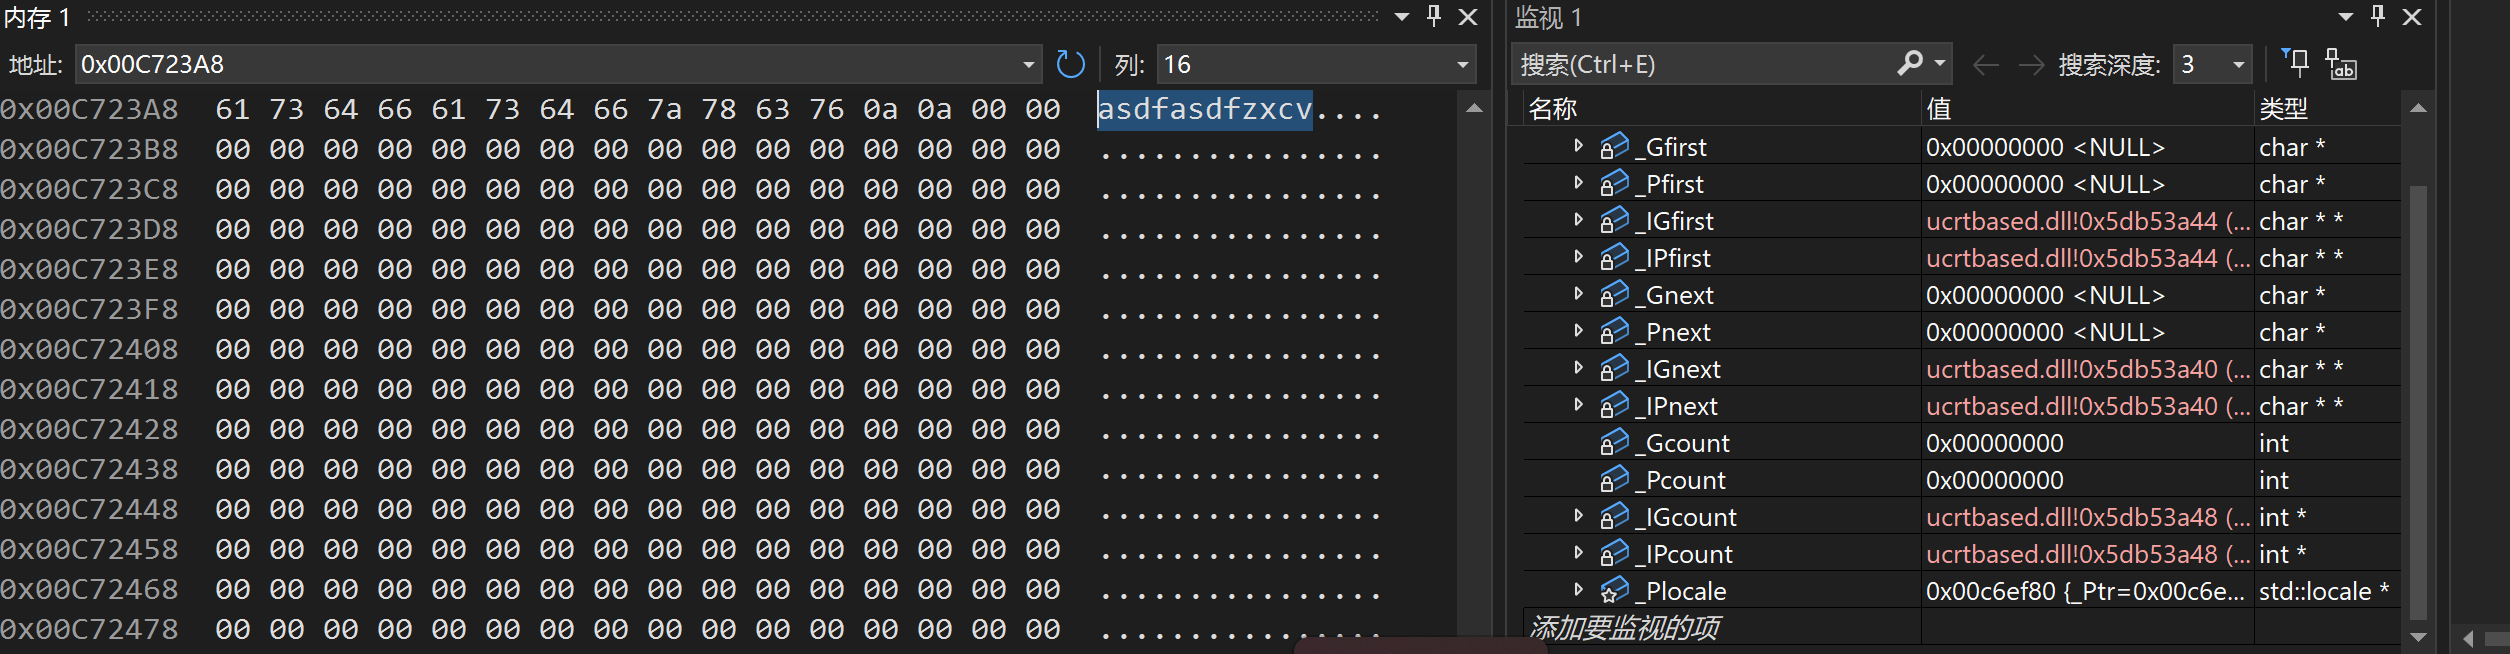 内存 1
地址: 0x00C723A8 列: 16
0x00C723A8 61 73 64 66 61 73 64 66 7a 78 63 76 0a 0a 00 00 asdfasdfzxcv....
0x00C723B8 00 00 00 00 00 00 00 00 00 00 00 00 00 00 00 00 ................
0x00C723C8 00 00 00 00 00 00 00 00 00 00 00 00 00 00 00 00 ................
0x00C723D8 00 00 00 00 00 00 00 00 00 00 00 00 00 00 00 00 ................
0x00C723E8 00 00 00 00 00 00 00 00 00 00 00 00 00 00 00 00 ................
0x00C723F8 00 00 00 00 00 00 00 00 00 00 00 00 00 00 00 00 ................
0x00C72408 00 00 00 00 00 00 00 00 00 00 00 00 00 00 00 00 ................
0x00C72418 00 00 00 00 00 00 00 00 00 00 00 00 00 00 00 00 ................
0x00C72428 00 00 00 00 00 00 00 00 00 00 00 00 00 00 00 00 ................
0x00C72438 00 00 00 00 00 00 00 00 00 00 00 00 00 00 00 00 ................
0x00C72448 00 00 00 00 00 00 00 00 00 00 00 00 00 00 00 00 ................
0x00C72458 00 00 00 00 00 00 00 00 00 00 00 00 00 00 00 00 ................
0x00C72468 00 00 00 00 00 00 00 00 00 00 00 00 00 00 00 00 ................
0x00C72478 00 00 00 00 00 00 00 00 00 00 00 00 00 00 00 00 ................
监视 1
搜索(Ctrl+E) 搜索深度: 3 ab
名称 值 类型
_Gfirst 0x00000000 <NULL> char *
_Pfirst 0x00000000 <NULL> char *
_IGfirst ucrtbased.dll!0x5db53a44 (... char * *
_IPfirst ucrtbased.dll!0x5db53a44 (... char * *
_Gnext 0x00000000 <NULL> char *
_Pnext 0x00000000 <NULL> char *
_IGnext ucrtbased.dll!0x5db53a40 (... char * *
_IPnext ucrtbased.dll!0x5db53a40 (... char * *
_Gcount 0x00000000 int
_Pcount 0x00000000 int
_IGcount ucrtbased.dll!0x5db53a48 (... int *
_IPcount ucrtbased.dll!0x5db53a48 (... int *
_Plocale 0x00c6ef80 {_Ptr=0x00c6e... std::locale *
添加要监视的项